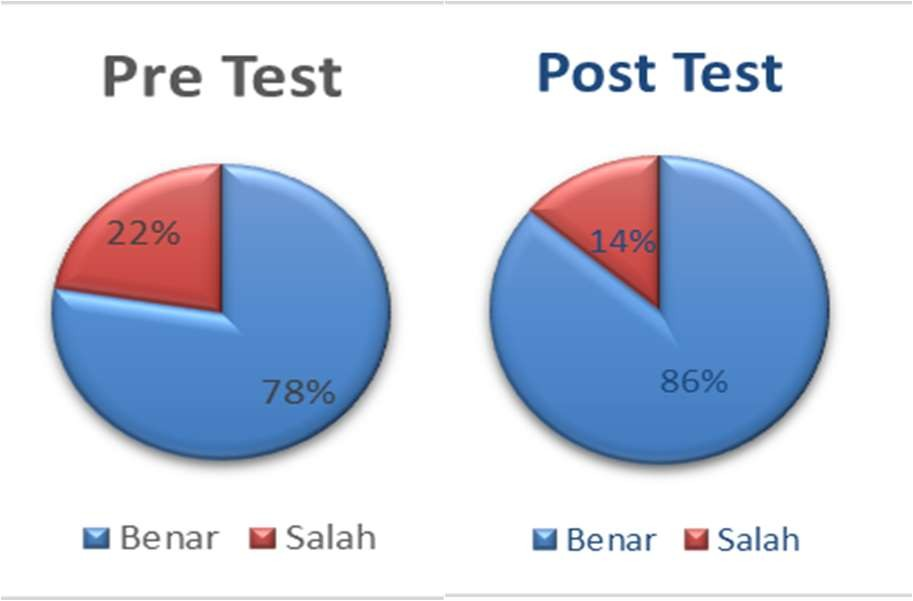 Pre Test
22%
78%
Benar Salah
Post Test
14%
86%
Benar Salah